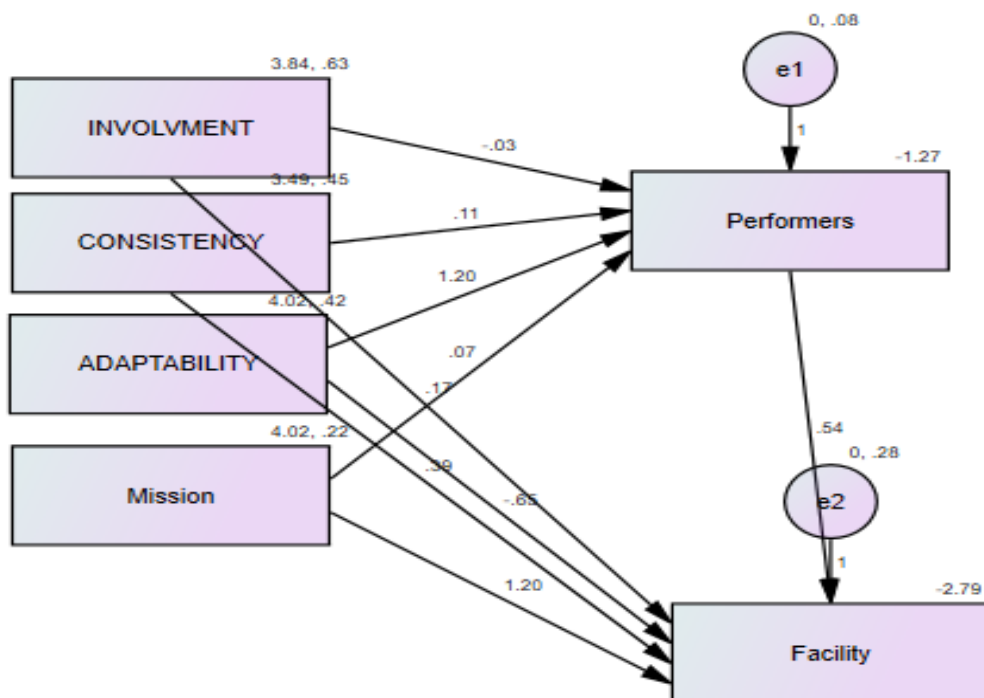 0, .08
3.84, .63
e1
INVOLVMENT
1
-.03
-1.27
3.49, .45
Performers
.11
CONSISTENCY
1.20
4.02, .42
.07
ADAPTABILITY
.17
.54
4.02, .22
0, .28
.39
Mission
-.65
e2
1
1.20
-2.79
Facility